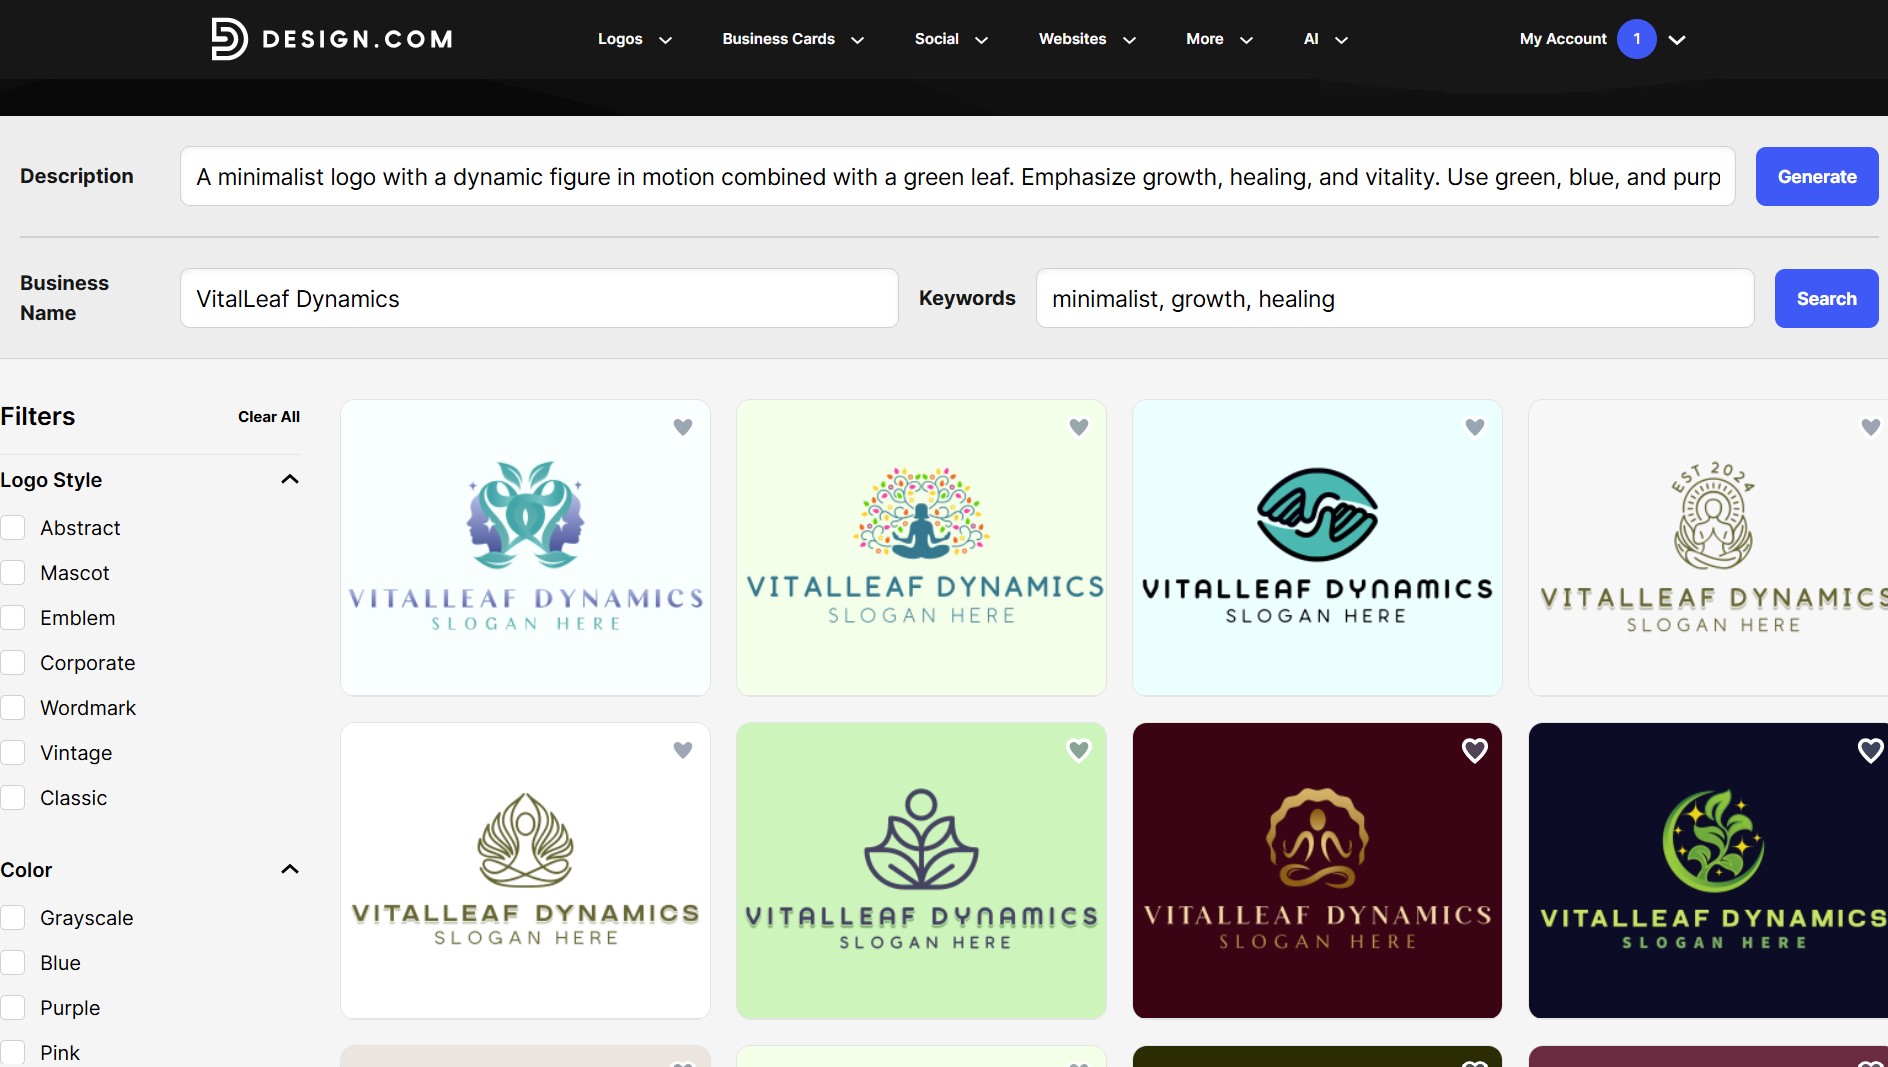 DESIGN.COM
Logos
Business Cards
Social
Websites
More
AI
My Account
1
Description
A minimalist logo with a dynamic figure in motion combined with a green leaf. Emphasize growth, healing, and vitality. Use green, blue, and purp
Generate
Business
Name
VitalLeaf Dynamics
Keywords
minimalist, growth, healing
Search
Filters
Clear All
Logo Style
Abstract
Mascot
Emblem
Corporate
Wordmark
Vintage
Classic
Color
Grayscale
Blue
Purple
Pink
VITALLEAF DYNAMICS
SLOGAN HERE
VITALLEAF DYNAMICS
SLOGAN HERE
VITALLEAF DYNAMICS
SLOGAN HERE
EST 2024
VITALLEAF DYNAMICS
SLOGAN HERE
VITALLEAF DYNAMICS
SLOGAN HERE
VITALLEAF DYNAMICS
SLOGAN HERE
VITALLEAF DYNAMICS
SLOGAN HERE
VITALLEAF DYNAMICS
SLOGAN HERE